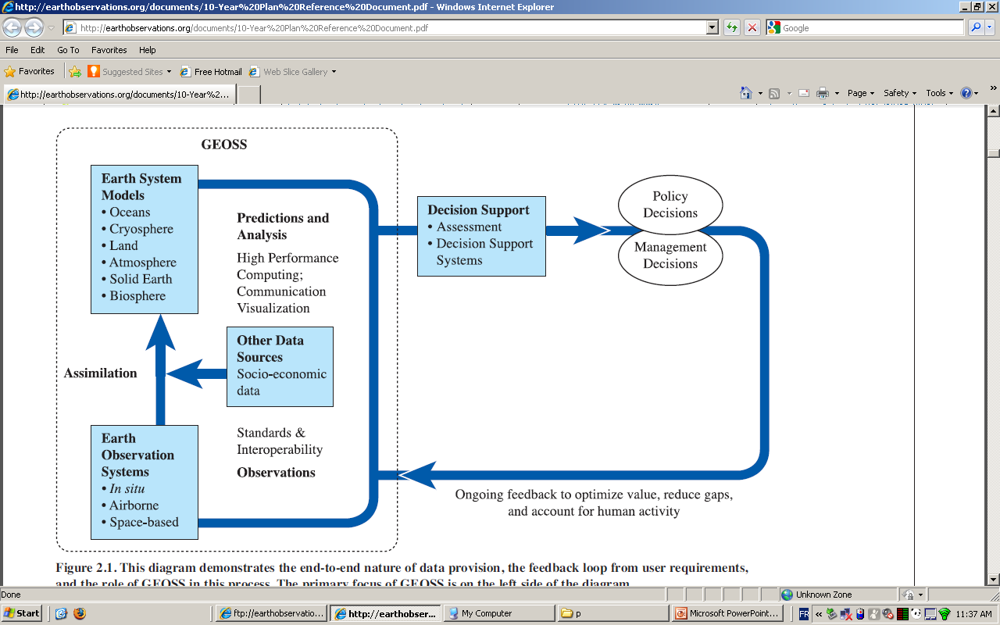 http://earthobservations.org/documents/10-Year%20Plan%20Reference%20Document.pdf - Windows Internet Explorer
http://earthobservations.org/documents/10-Year%20Plan%20Reference%20Document.pdf
Google
File Edit Go To Favorites Help
Favorites Suggested Sites Free Hotmail Web Slice Gallery
http://earthobservations.org/documents/10-Year%2...
Page Safety Tools
GEOSS
Earth System
Models
• Oceans
• Cryosphere
• Land
• Atmosphere
• Solid Earth
• Biosphere
Predictions and
Analysis
High Performance
Computing;
Communication
Visualization
Other Data
Sources
Socio-economic
data
Assimilation
Earth
Observation
Systems
• In situ
• Airborne
• Space-based
Standards &
Interoperability
Observations
Decision Support
• Assessment
• Decision Support
Systems
Policy
Decisions
Management
Decisions
Ongoing feedback to optimize value, reduce gaps,
and account for human activity
Figure 2.1. This diagram demonstrates the end-to-end nature of data provision, the feedback loop from user requirements,
and the role of GEOSS in this process. The primary focus of GEOSS is on the left side of the diagram
Done
Unknown Zone
Start
ftp://earthobservatio...
http://earthobser...
My Computer
p
Microsoft PowerPoint...
FR
11:37 AM